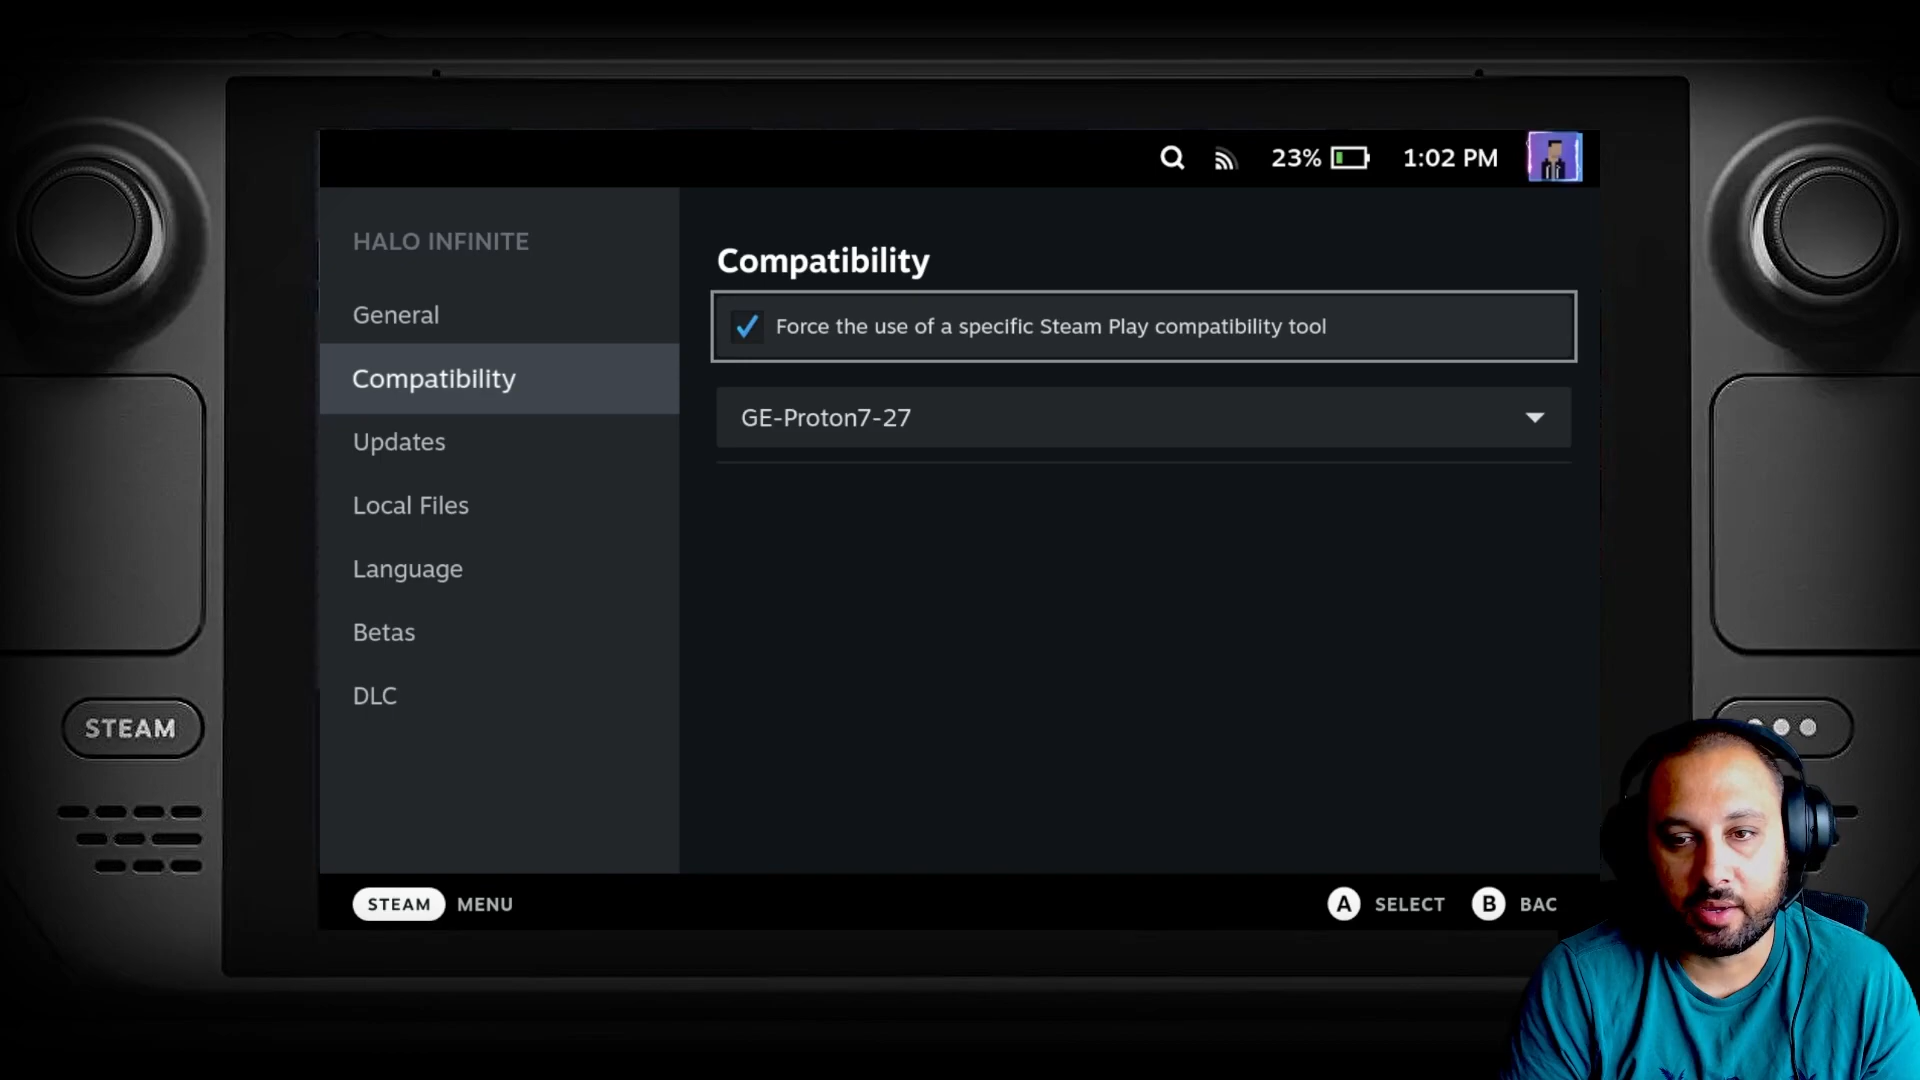 23% 1:02 PM
HALO INFINITE
General
Compatibility
Updates
Local Files
Language
Betas
DLC
Compatibility
Force the use of a specific Steam Play compatibility tool
GE-Proton7-27
STEAM
STEAM MENU
A SELECT B BAC